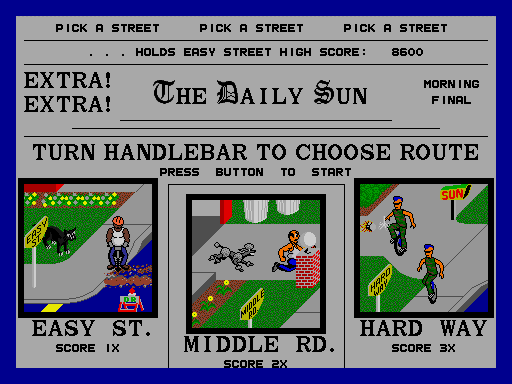 PICK A STREET PICK A STREET PICK A STREET
. . . HOLDS EASY STREET HIGH SCORE: 8600
EXTRA!
EXTRA!
THE DAILY SUN
MORNING
FINAL
TURN HANDLEBAR TO CHOOSE ROUTE
PRESS BUTTON TO START
EASY
ST.
MIDDLE
RD.
SUN
HARD
WAY
EASY ST.
SCORE 1X
MIDDLE RD.
SCORE 2X
HARD WAY
SCORE 3X